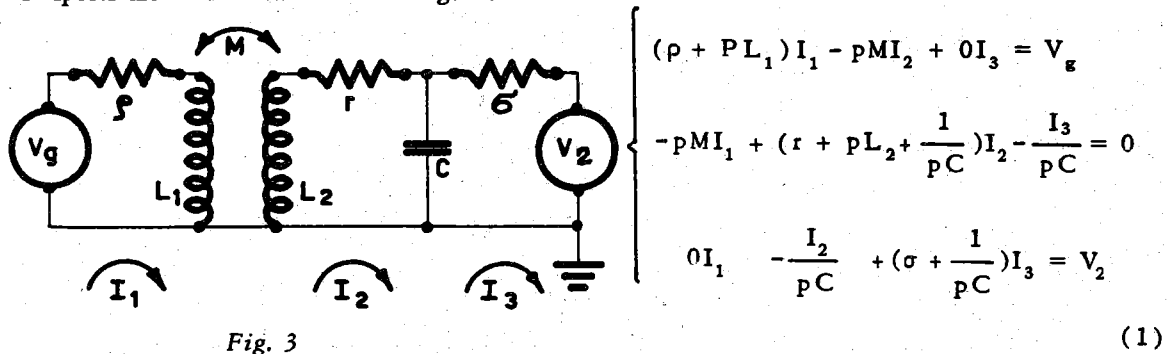 M
ρ
r
σ
Vg
L₁
L₂
C
V2
I₁
I₂
I₃
Fig. 3
(ρ + PL₁)I₁ - pMI₂ + 0I₃ = V_g
-pMI₁ + (r + pL₂ + 1/pC)I₂ - I₃/pC = 0
0I₁ - I₂/pC + (σ + 1/pC)I₃ = V₂
(1)